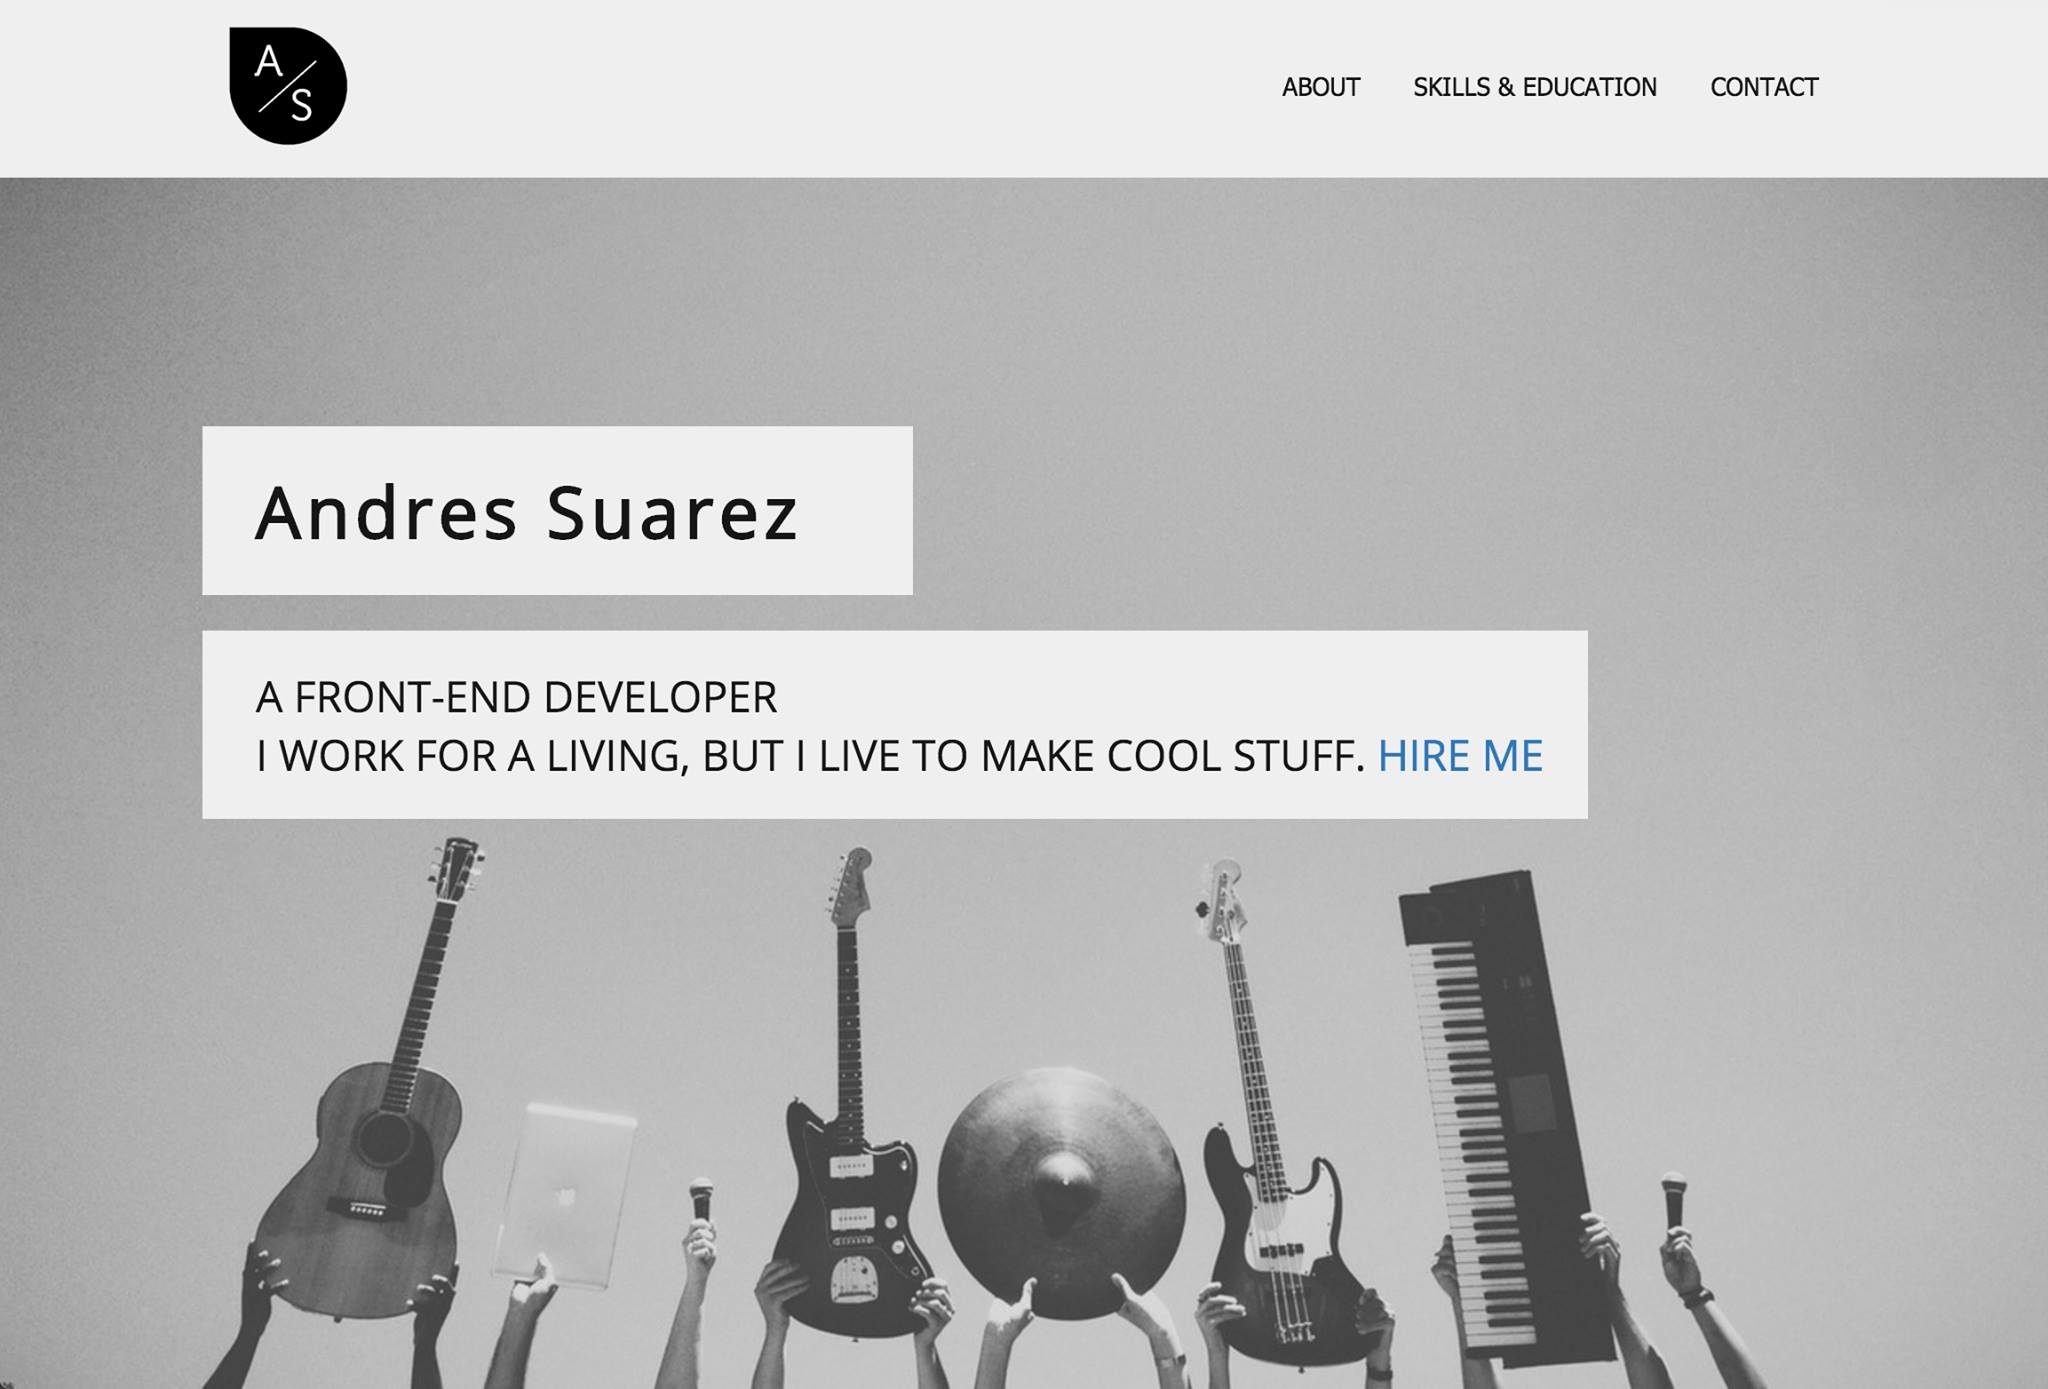 A
S
ABOUT SKILLS & EDUCATION CONTACT
Andres Suarez
A FRONT-END DEVELOPER
I WORK FOR A LIVING, BUT I LIVE TO MAKE COOL STUFF. HIRE ME